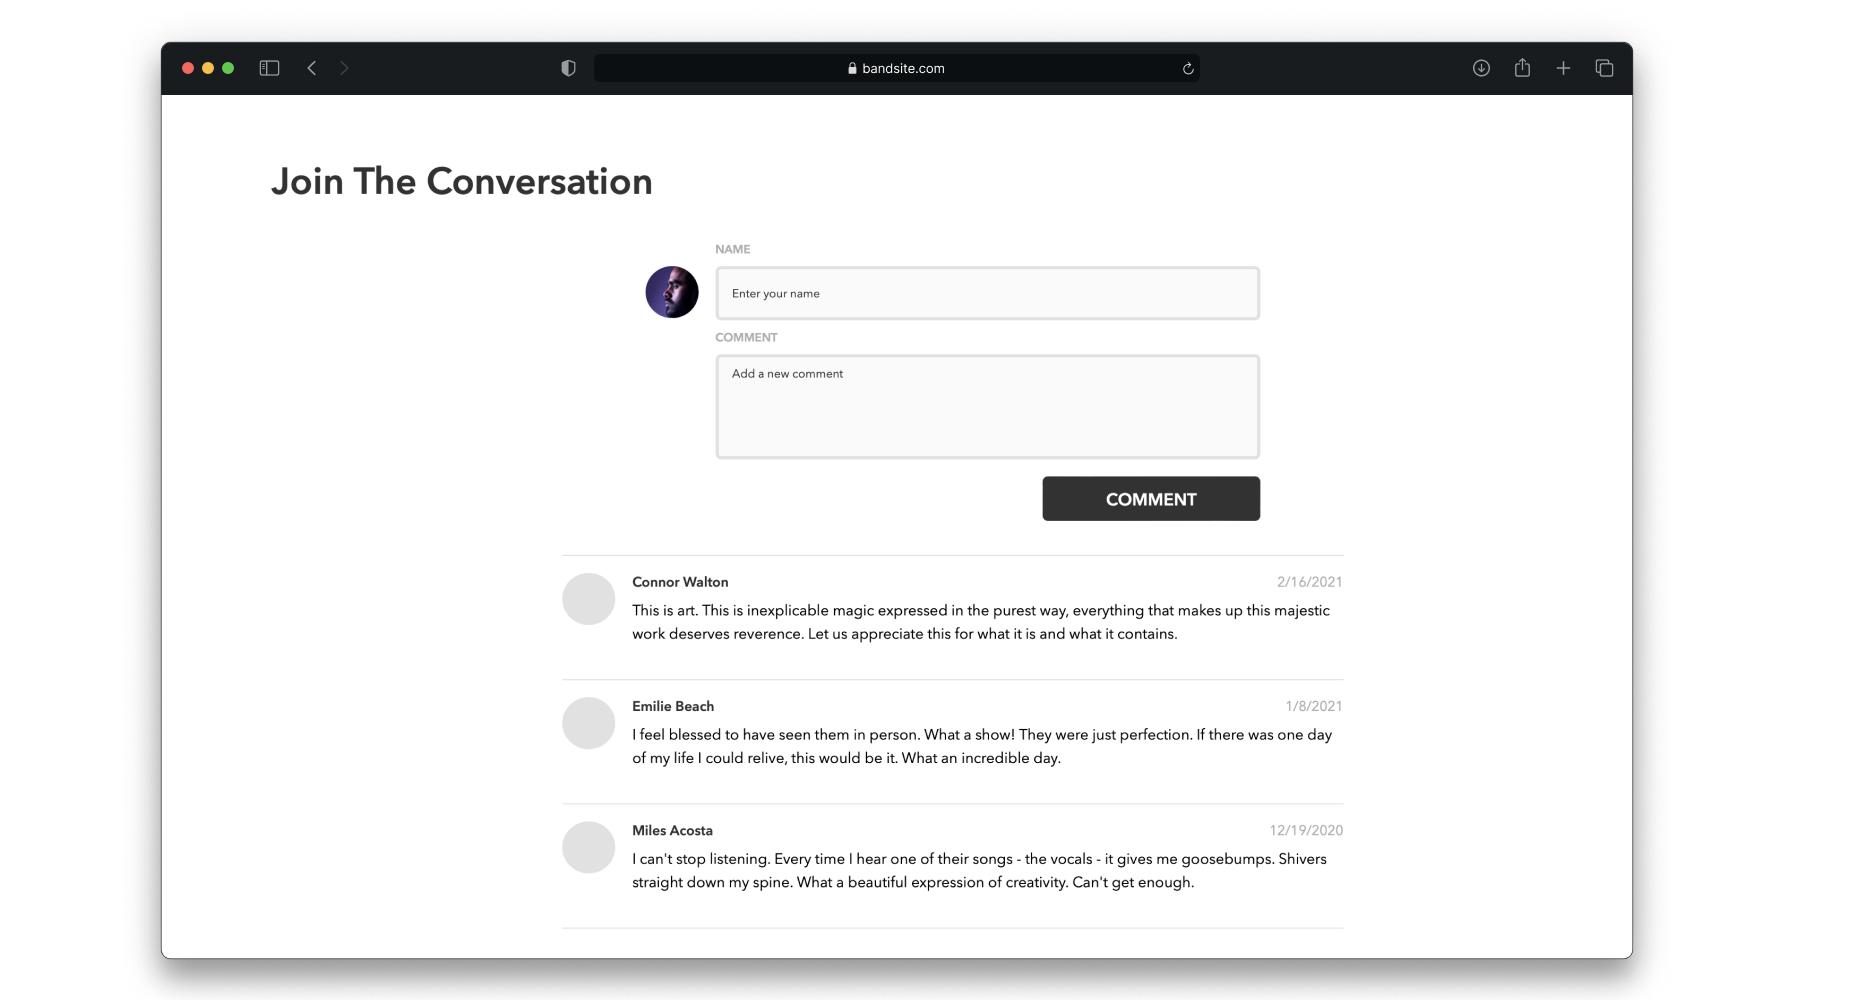 bandsite.com
Join The Conversation
NAME
Enter your name
COMMENT
Add a new comment
COMMENT
Connor Walton 2/16/2021
This is art. This is inexplicable magic expressed in the purest way, everything that makes up this majestic
work deserves reverence. Let us appreciate this for what it is and what it contains.
Emilie Beach 1/8/2021
I feel blessed to have seen them in person. What a show! They were just perfection. If there was one day
of my life I could relive, this would be it. What an incredible day.
Miles Acosta 12/19/2020
I can't stop listening. Every time I hear one of their songs - the vocals - it gives me goosebumps. Shivers
straight down my spine. What a beautiful expression of creativity. Can't get enough.